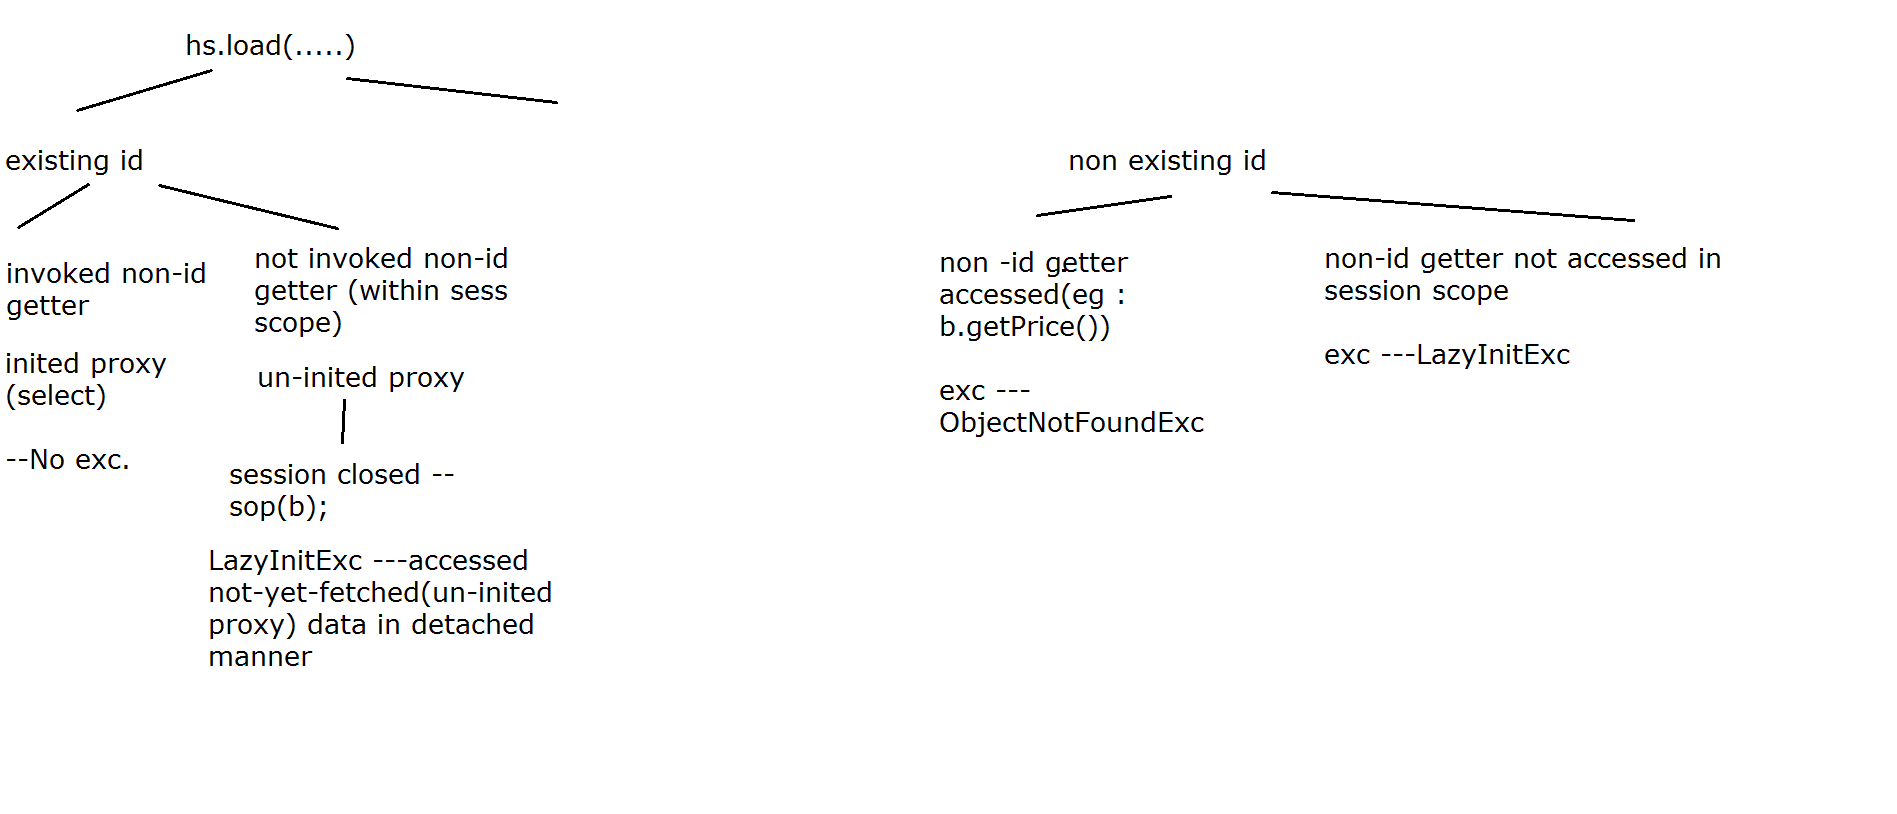 hs.load(.....)
existing id
non existing id
invoked non-id
getter
inited proxy
(select)
--No exc.
not invoked non-id
getter (within sess
scope)
un-inited proxy
session closed --
sop(b);
LazyInitExc ---accessed
not-yet-fetched(un-inited
proxy) data in detached
manner
non -id getter
accessed(eg :
b.getPrice())
exc ---
ObjectNotFoundExc
non-id getter not accessed in
session scope
exc ---LazyInitExc